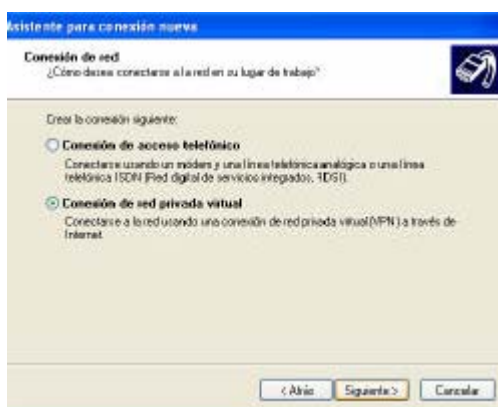 Asistente para conexión nueva
Conexión de red
¿Cómo desea conectarse a la red en su lugar de trabajo?
Crear la conexión siguiente:
Conexión de acceso telefónico
Conectarse usando un módem y una línea telefónica analógica o una línea
telefónica ISDN (Red digital de servicios integrados, RDSI).
Conexión de red privada virtual
Conectarse a la red usando una conexión de red privada virtual (VPN) a través de
Internet.
< Atrás
Siguiente >
Cancelar